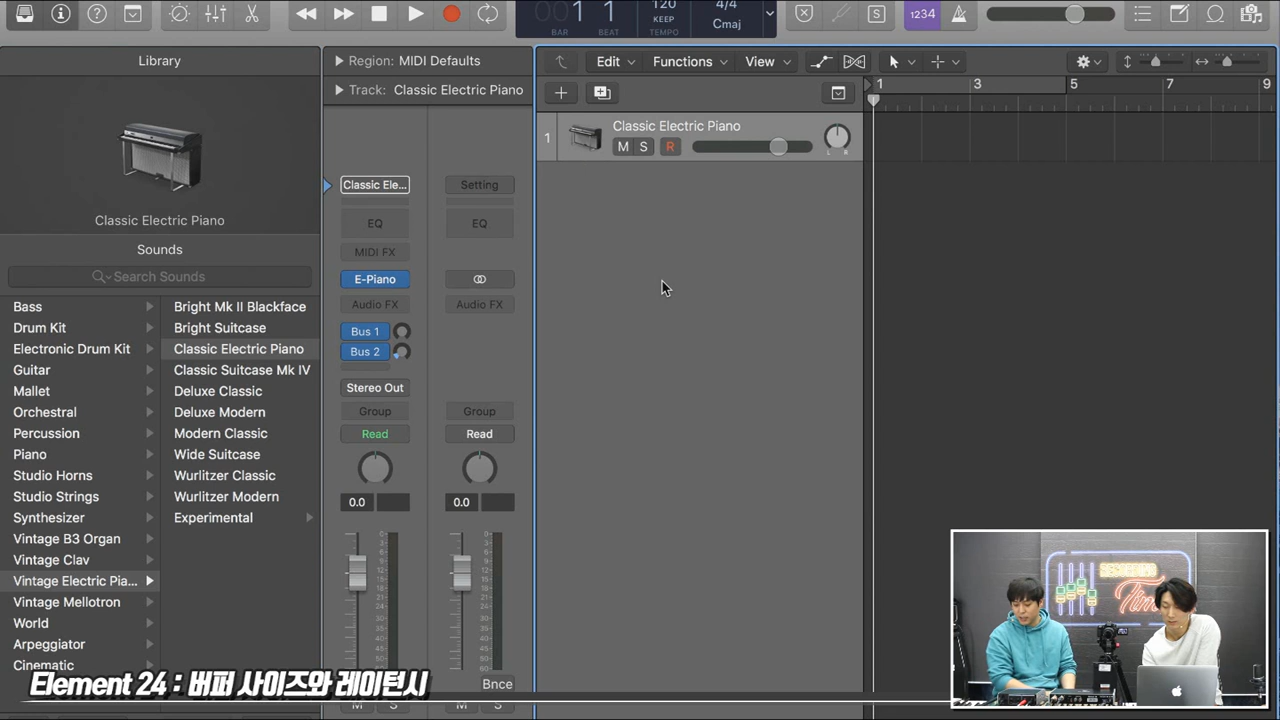 001 1
BAR BEAT
120
KEEP
TEMPO
4/4
Cmaj
S
1234
Library
Region: MIDI Defaults
Track: Classic Electric Piano
Edit
Functions
View
1 3 5 7 9
1
Classic Electric Piano
M S R
L R
Classic Electric Piano
Sounds
Search Sounds
Bass
Drum Kit
Electronic Drum Kit
Guitar
Mallet
Orchestral
Percussion
Piano
Studio Horns
Studio Strings
Synthesizer
Vintage B3 Organ
Vintage Clav
Vintage Electric Pia...
Vintage Mellotron
World
Arpeggiator
Cinematic
Bright Mk II Blackface
Bright Suitcase
Classic Electric Piano
Classic Suitcase Mk IV
Deluxe Classic
Deluxe Modern
Modern Classic
Wide Suitcase
Wurlitzer Classic
Wurlitzer Modern
Experimental
Classic Ele...
Setting
EQ
EQ
MIDI FX
E-Piano
Audio FX
Audio FX
Bus 1
Bus 2
Stereo Out
Group
Group
Read
Read
0.0
0.0
Bnce
M S
M S
Time
Element 24 : 버퍼 사이즈와 레이턴시